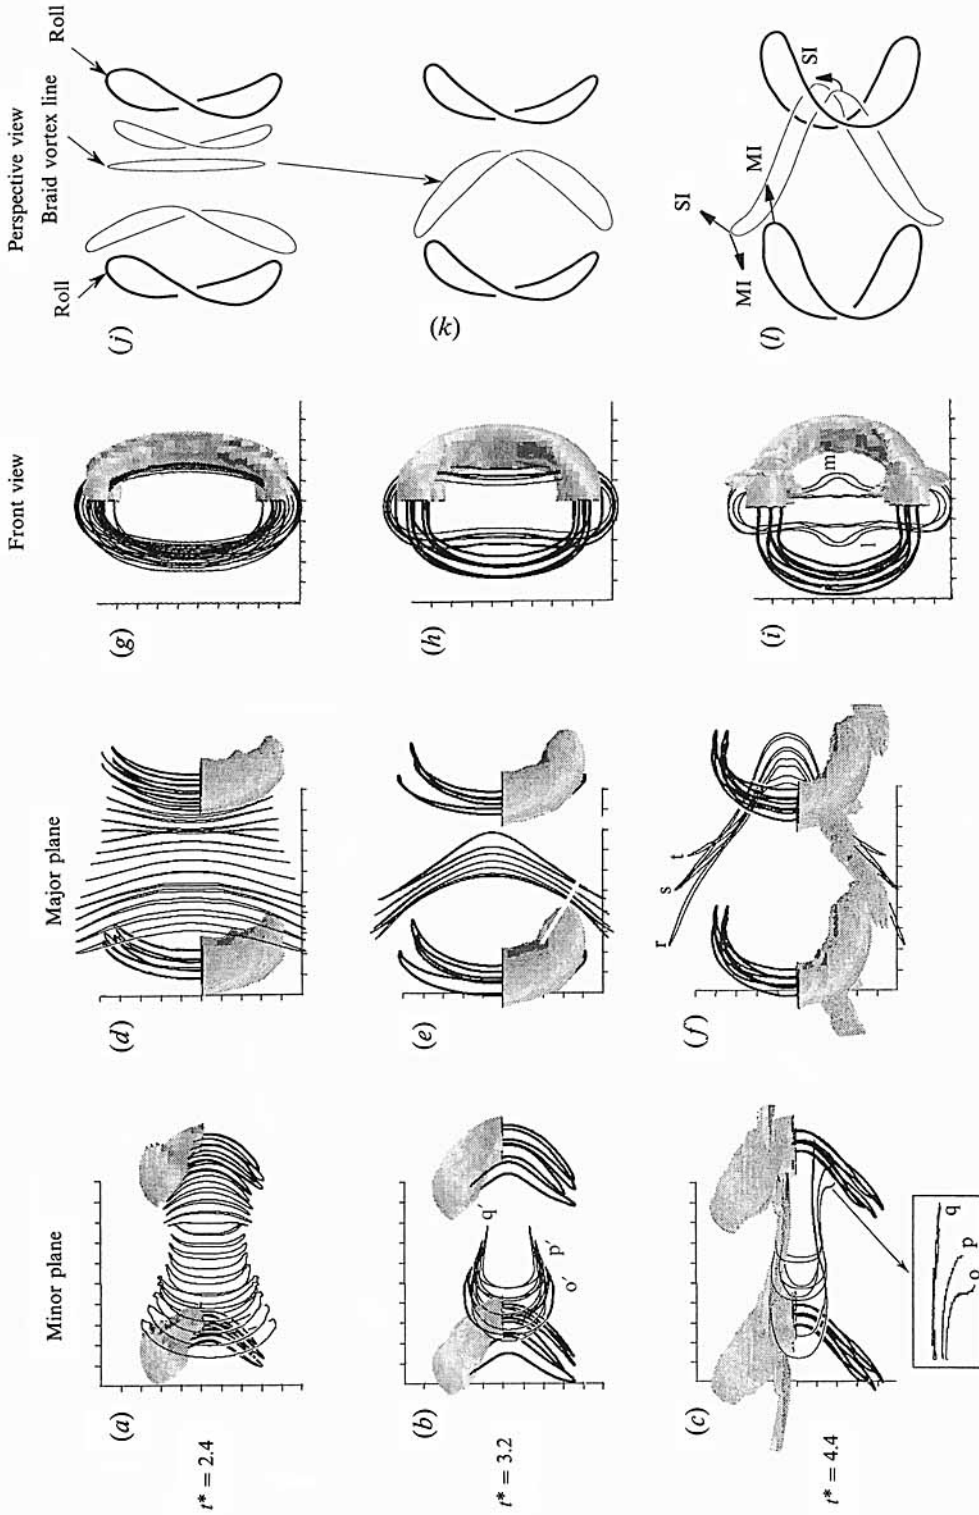 Minor plane
Major plane
Front view
Perspective view
Braid vortex line
Roll
Roll
t* = 2.4
(a)
(d)
(g)
(j)
t* = 3.2
(b)
q′
p′
o′
(e)
(h)
(k)
t* = 4.4
(c)
q
p
o
(f)
r
s
t
(i)
l
m
(l)
MI
SI
MI
SI